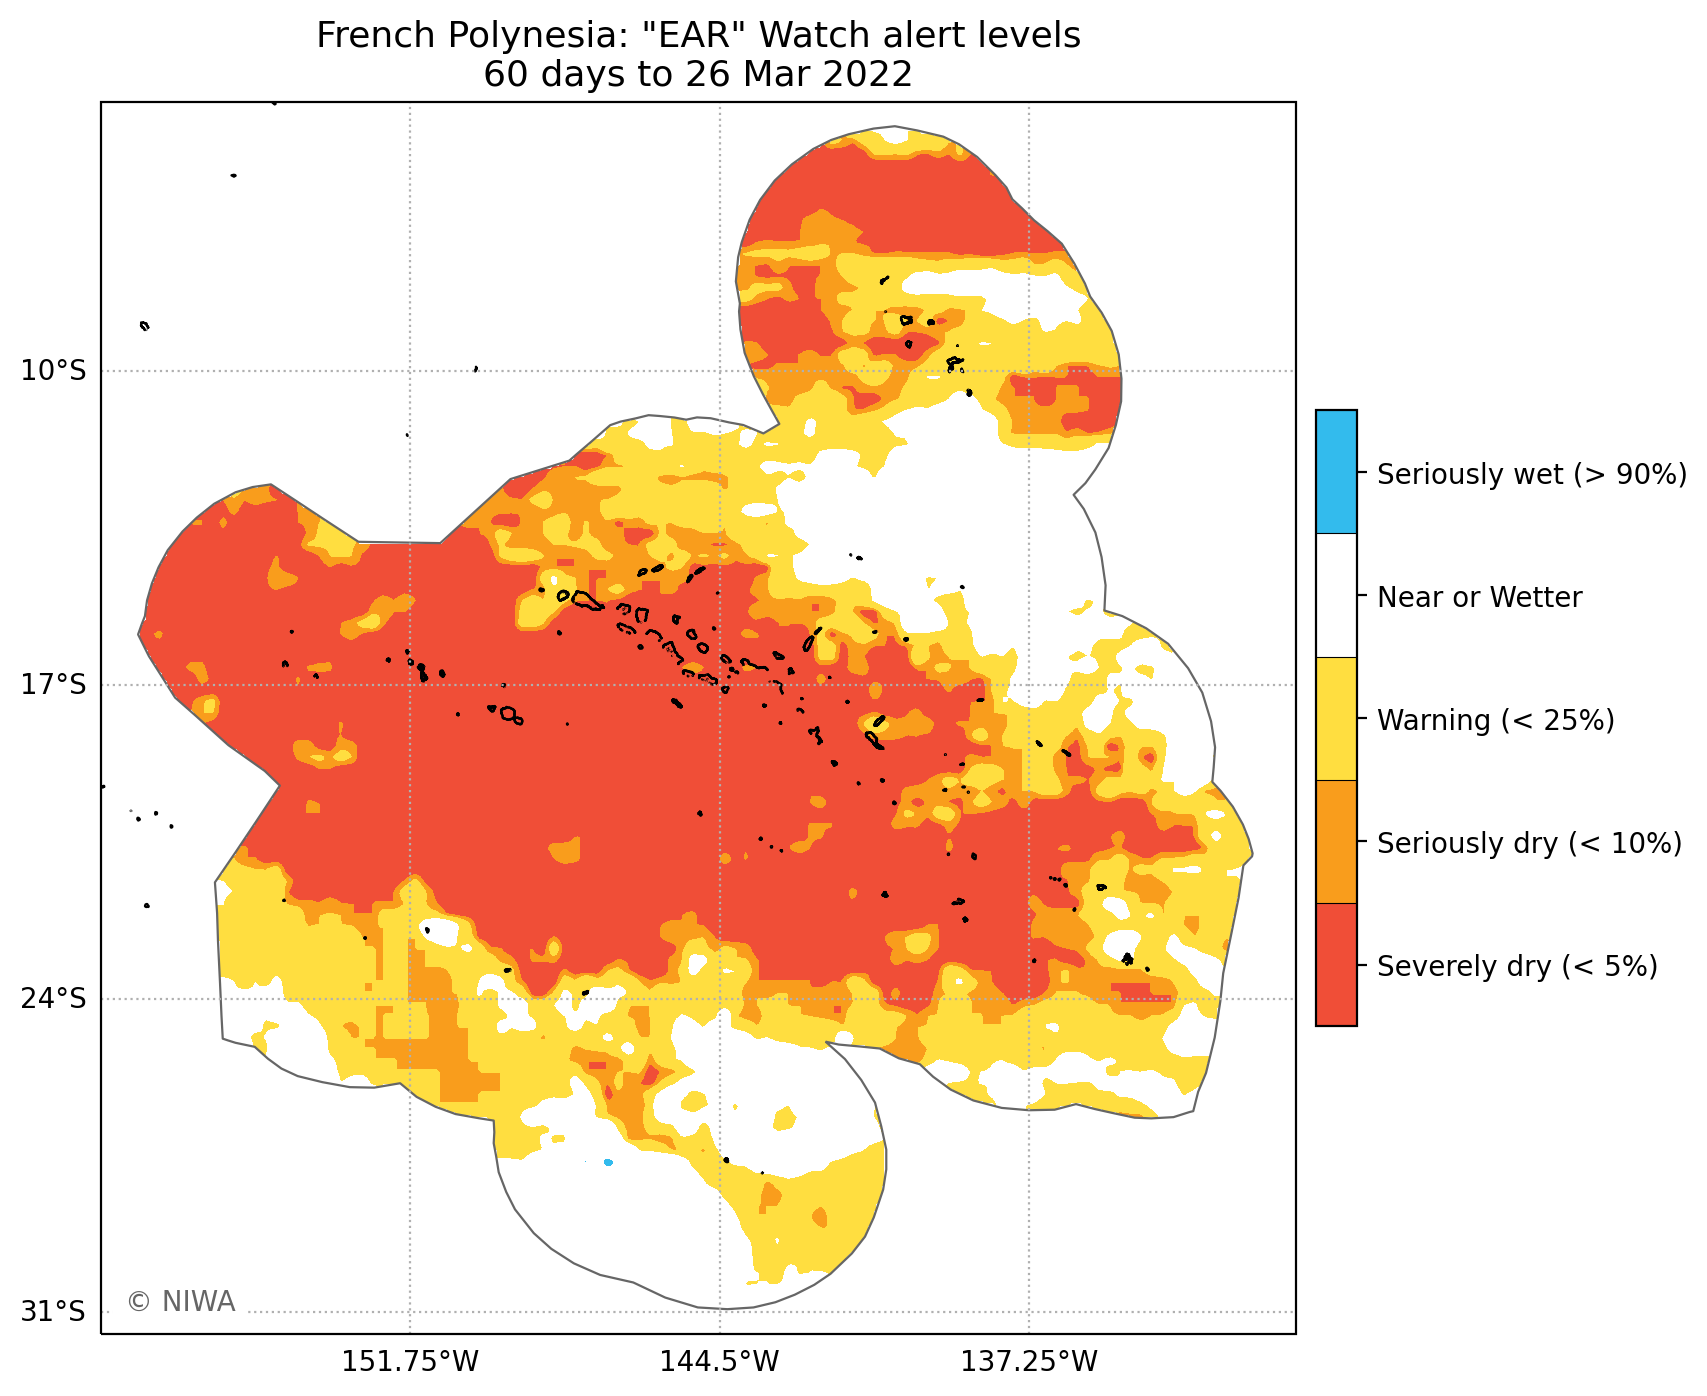 French Polynesia: "EAR" Watch alert levels
60 days to 26 Mar 2022
10°S
17°S
24°S
31°S
151.75°W
144.5°W
137.25°W
© NIWA
Seriously wet (> 90%)
Near or Wetter
Warning (< 25%)
Seriously dry (< 10%)
Severely dry (< 5%)